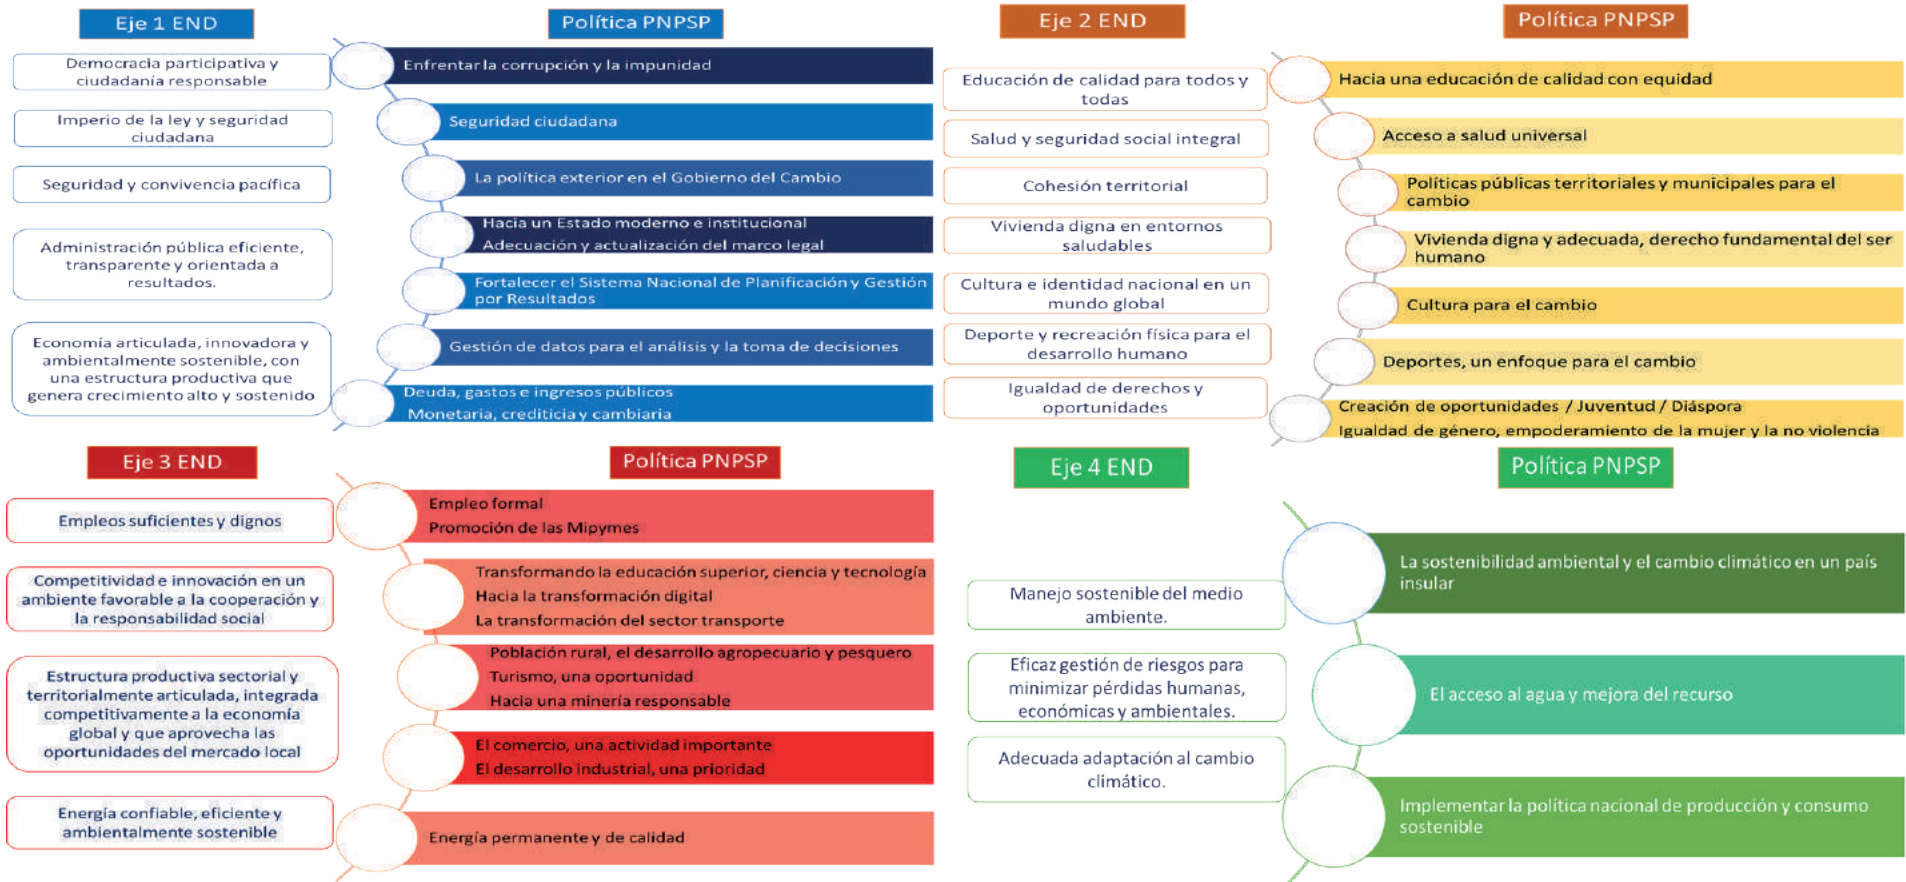 Eje 1 END
Política PNPSP
Democracia participativa y
ciudadanía responsable
Imperio de la ley y seguridad
ciudadana
Seguridad y convivencia pacífica
Administración pública eficiente,
transparente y orientada a
resultados.
Economía articulada, innovadora y
ambientalmente sostenible, con
una estructura productiva que
genera crecimiento alto y sostenido
Enfrentar la corrupción y la impunidad
Seguridad ciudadana
La política exterior en el Gobierno del Cambio
Hacia un Estado moderno e institucional
Adecuación y actualización del marco legal
Fortalecer el Sistema Nacional de Planificación y Gestión
por Resultados
Gestión de datos para el análisis y la toma de decisiones
Deuda, gastos e ingresos públicos
Monetaria, crediticia y cambiaria
Eje 2 END
Política PNPSP
Educación de calidad para todos y
todas
Salud y seguridad social integral
Cohesión territorial
Vivienda digna en entornos
saludables
Cultura e identidad nacional en un
mundo global
Deporte y recreación física para el
desarrollo humano
Igualdad de derechos y
oportunidades
Hacia una educación de calidad con equidad
Acceso a salud universal
Políticas públicas territoriales y municipales para el
cambio
Vivienda digna y adecuada, derecho fundamental del ser
humano
Cultura para el cambio
Deportes, un enfoque para el cambio
Creación de oportunidades / Juventud / Diáspora
Igualdad de género, empoderamiento de la mujer y la no violencia
Eje 3 END
Política PNPSP
Empleos suficientes y dignos
Competitividad e innovación en un
ambiente favorable a la cooperación y
la responsabilidad social
Estructura productiva sectorial y
territorialmente articulada, integrada
competitivamente a la economía
global y que aprovecha las
oportunidades del mercado local
Energía confiable, eficiente y
ambientalmente sostenible
Empleo formal
Promoción de las Mipymes
Transformando la educación superior, ciencia y tecnología
Hacia la transformación digital
La transformación del sector transporte
Población rural, el desarrollo agropecuario y pesquero
Turismo, una oportunidad
Hacia una minería responsable
El comercio, una actividad importante
El desarrollo industrial, una prioridad
Energía permanente y de calidad
Eje 4 END
Política PNPSP
Manejo sostenible del medio
ambiente.
Eficaz gestión de riesgos para
minimizar pérdidas humanas,
económicas y ambientales.
Adecuada adaptación al cambio
climático.
La sostenibilidad ambiental y el cambio climático en un país
insular
El acceso al agua y mejora del recurso
Implementar la política nacional de producción y consumo
sostenible